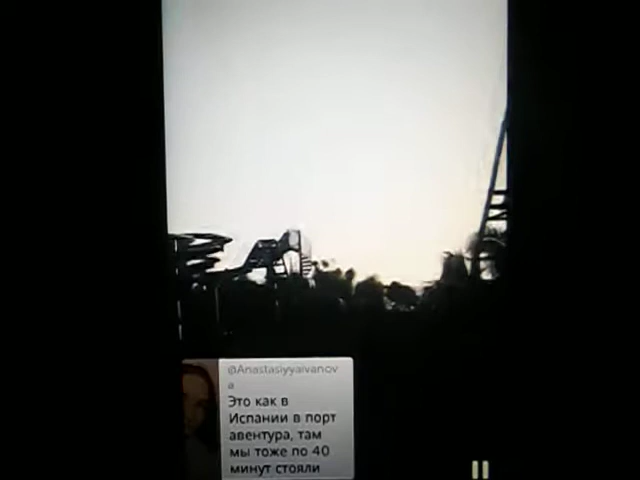 @Anastasiyyaivanov
a
Это как в
Испании в порт
авентура, там
мы тоже по 40
минут стояли